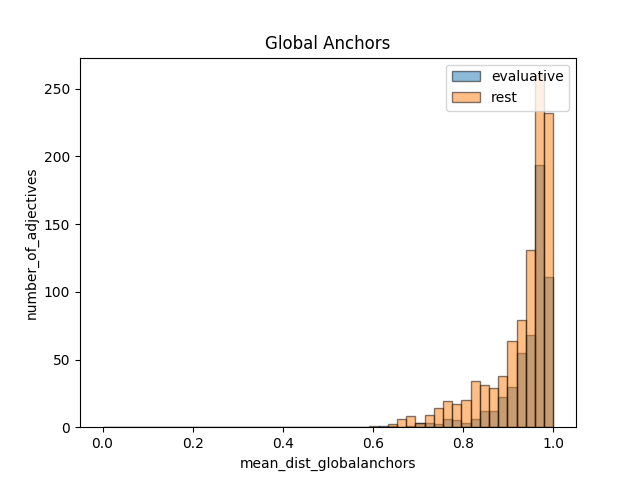 Global Anchors
evaluative
rest
number_of_adjectives
250
200
150
100
50
0
0.0 0.2 0.4 0.6 0.8 1.0
mean_dist_globalanchors